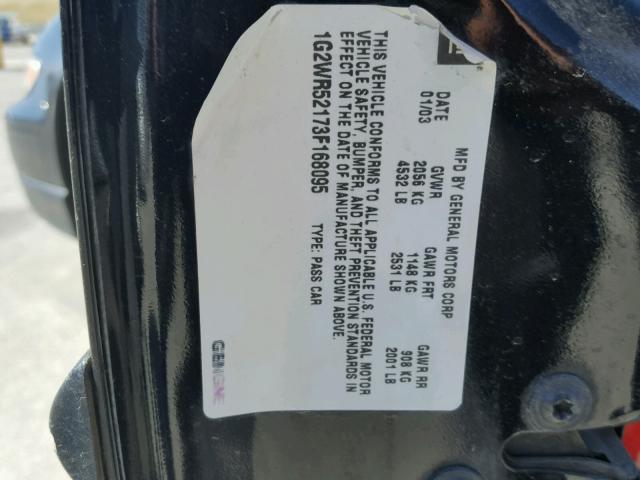 MFD BY GENERAL MOTORS CORP
DATE GVWR GAWR FRT GAWR RR
01/03 2056 KG 1148 KG 908 KG
4532 LB 2531 LB 2001 LB
THIS VEHICLE CONFORMS TO ALL APPLICABLE U.S. FEDERAL MOTOR
VEHICLE SAFETY, BUMPER, AND THEFT PREVENTION STANDARDS IN
EFFECT ON THE DATE OF MANUFACTURE SHOWN ABOVE.
1G2WR52173F168095 TYPE: PASS CAR